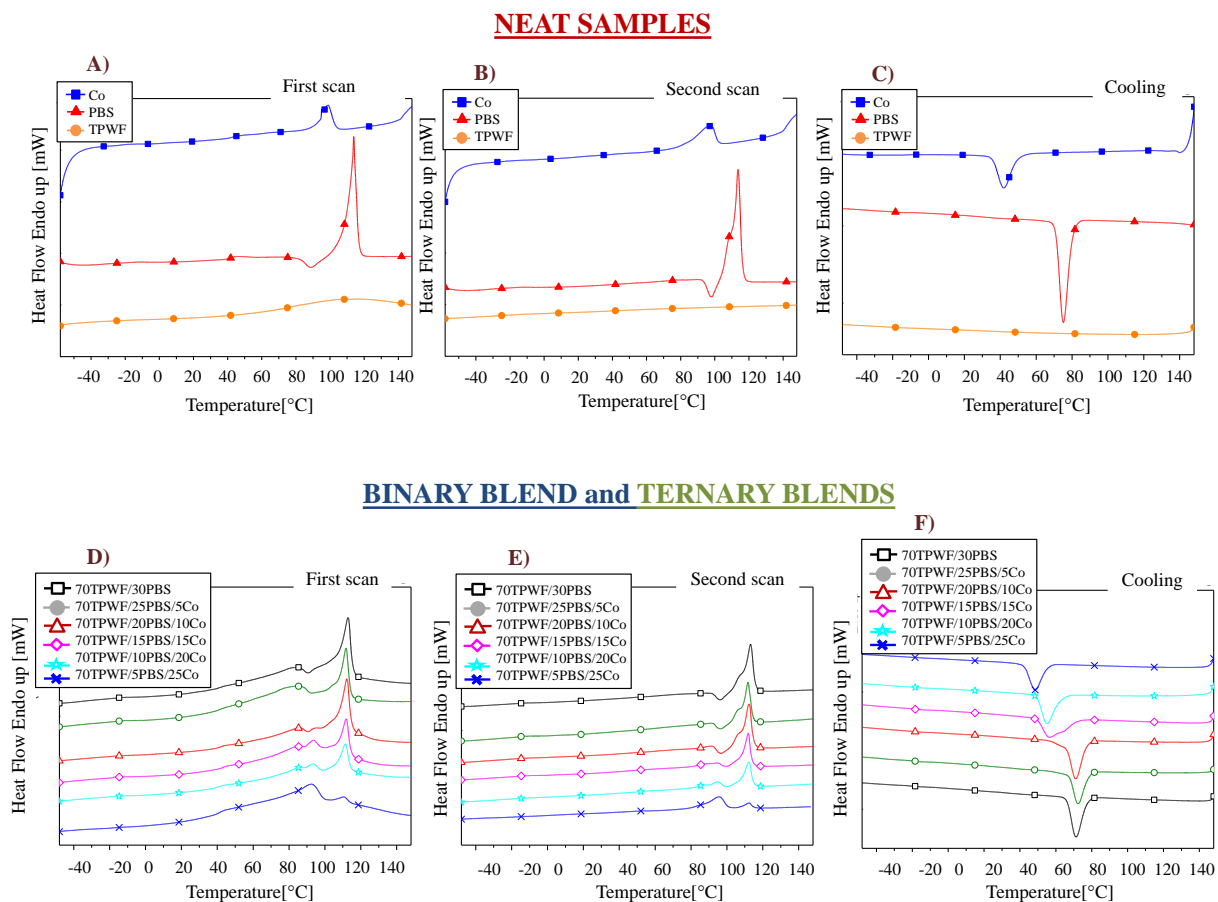 NEAT SAMPLES
A)
First scan
Co
PBS
TPWF
Heat Flow Endo up [mW]
-40 -20 0 20 40 60 80 100 120 140
Temperature[°C]
B)
Second scan
Co
PBS
TPWF
Heat Flow Endo up [mW]
-40 -20 0 20 40 60 80 100 120 140
Temperature[°C]
C)
Cooling
Co
PBS
TPWF
Heat Flow Endo up [mW]
-40 -20 0 20 40 60 80 100 120 140
Temperature[°C]
BINARY BLEND and TERNARY BLENDS
D)
First scan
70TPWF/30PBS
70TPWF/25PBS/5Co
70TPWF/20PBS/10Co
70TPWF/15PBS/15Co
70TPWF/10PBS/20Co
70TPWF/5PBS/25Co
Heat Flow Endo up [mW]
-40 -20 0 20 40 60 80 100 120 140
Temperature[°C]
E)
Second scan
70TPWF/30PBS
70TPWF/25PBS/5Co
70TPWF/20PBS/10Co
70TPWF/15PBS/15Co
70TPWF/10PBS/20Co
70TPWF/5PBS/25Co
Heat Flow Endo up [mW]
-40 -20 0 20 40 60 80 100 120 140
Temperature[°C]
F)
Cooling
70TPWF/30PBS
70TPWF/25PBS/5Co
70TPWF/20PBS/10Co
70TPWF/15PBS/15Co
70TPWF/10PBS/20Co
70TPWF/5PBS/25Co
Heat Flow Endo up [mW]
-40 -20 0 20 40 60 80 100 120 140
Temperature[°C]